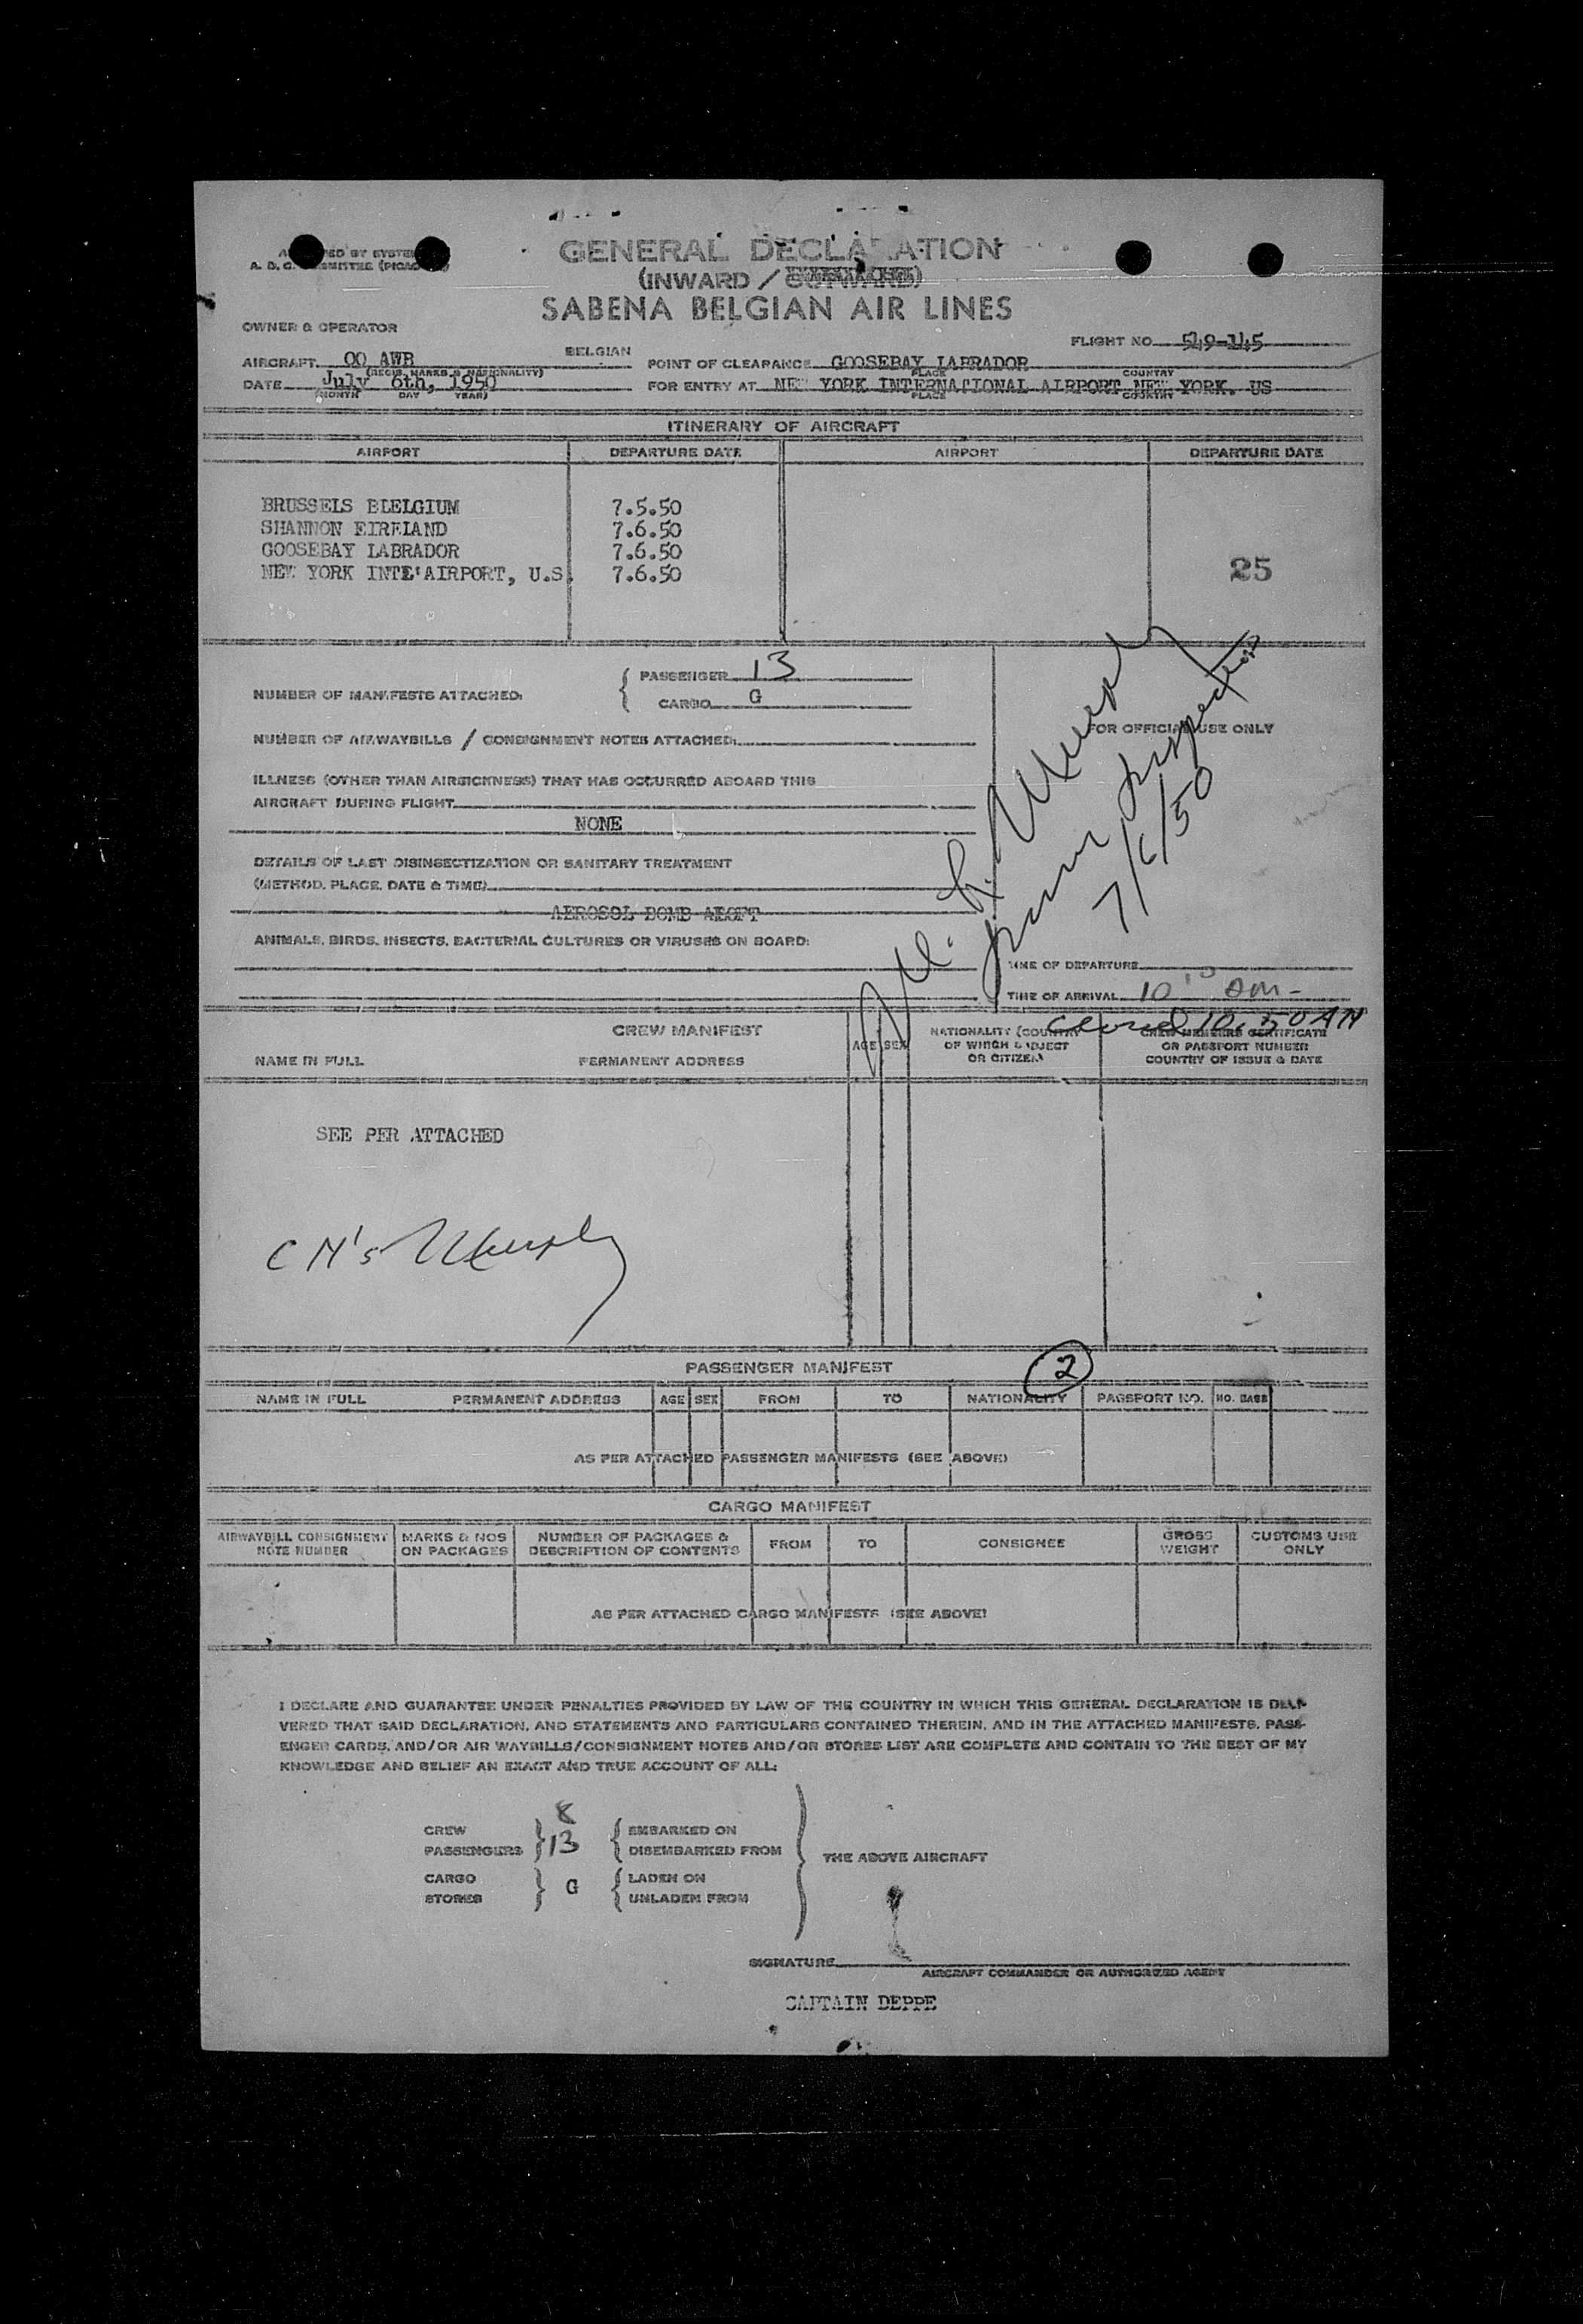 GENERAL DECLARATION
(INWARD / OUTWARD)
SABENA BELGIAN AIR LINES
OWNER & OPERATOR
FLIGHT NO. 549-145
AIRCRAFT OO AWB BELGIAN
(REGIS. MARKS & NATIONALITY)
POINT OF CLEARANCE GOOSEBAY LABRADOR
PLACE COUNTRY
DATE July 6th, 1950
(MONTH DAY YEAR)
FOR ENTRY AT NEW YORK INTERNATIONAL AIRPORT NEW YORK, US
PLACE COUNTRY
ITINERARY OF AIRCRAFT
AIRPORT DEPARTURE DATE AIRPORT DEPARTURE DATE
BRUSSELS BLELGIUM 7.5.50
SHANNON EIRELAND 7.6.50
GOOSEBAY LABRADOR 7.6.50
NEW YORK INTE'AIRPORT, U.S. 7.6.50
25
NUMBER OF MANIFESTS ATTACHED:
PASSENGER 13
CARGO G
NUMBER OF AIRWAYBILLS / CONSIGNMENT NOTES ATTACHED:
ILLNESS (OTHER THAN AIRSICKNESS) THAT HAS OCCURRED ABOARD THIS
AIRCRAFT DURING FLIGHT
NONE
DETAILS OF LAST DISINSECTIZATION OR SANITARY TREATMENT
(METHOD, PLACE, DATE & TIME)
AEROSOL BOMB ALOFT
ANIMALS, BIRDS, INSECTS, BACTERIAL CULTURES OR VIRUSES ON BOARD:
FOR OFFICIAL USE ONLY
Murphy
Inspector
7/6/50
TIME OF DEPARTURE
TIME OF ARRIVAL 10 am-
10:50 AM
CREW MANIFEST
NAME IN FULL PERMANENT ADDRESS AGE SEX
NATIONALITY (COUNTRY
OF WHICH SUBJECT
OR CITIZEN
CREW MEMBERS CERTIFICATE
OR PASSPORT NUMBER
COUNTRY OF ISSUE & DATE
SEE PER ATTACHED
CM's Murphy
PASSENGER MANIFEST
2
NAME IN FULL PERMANENT ADDRESS AGE SEX FROM TO NATIONALITY PASSPORT NO. NO. BAGS
AS PER ATTACHED PASSENGER MANIFESTS (SEE ABOVE)
CARGO MANIFEST
AIRWAYBILL CONSIGNMENT
NOTE NUMBER
MARKS & NOS
ON PACKAGES
NUMBER OF PACKAGES &
DESCRIPTION OF CONTENTS
FROM TO CONSIGNEE
GROSS
WEIGHT
CUSTOMS USE
ONLY
AS PER ATTACHED CARGO MANIFESTS (SEE ABOVE)
I DECLARE AND GUARANTEE UNDER PENALTIES PROVIDED BY LAW OF THE COUNTRY IN WHICH THIS GENERAL DECLARATION IS DELI-
VERED THAT SAID DECLARATION, AND STATEMENTS AND PARTICULARS CONTAINED THEREIN, AND IN THE ATTACHED MANIFESTS, PASS-
ENGER CARDS, AND/OR AIR WAYBILLS/CONSIGNMENT NOTES AND/OR STORES LIST ARE COMPLETE AND CONTAIN TO THE BEST OF MY
KNOWLEDGE AND BELIEF AN EXACT AND TRUE ACCOUNT OF ALL:
8
CREW EMBARKED ON
PASSENGERS 13 DISEMBARKED FROM
THE ABOVE AIRCRAFT
CARGO LADEN ON
G
STORES UNLADEN FROM
SIGNATURE
AIRCRAFT COMMANDER OR AUTHORIZED AGENT
CAPTAIN DEPPE